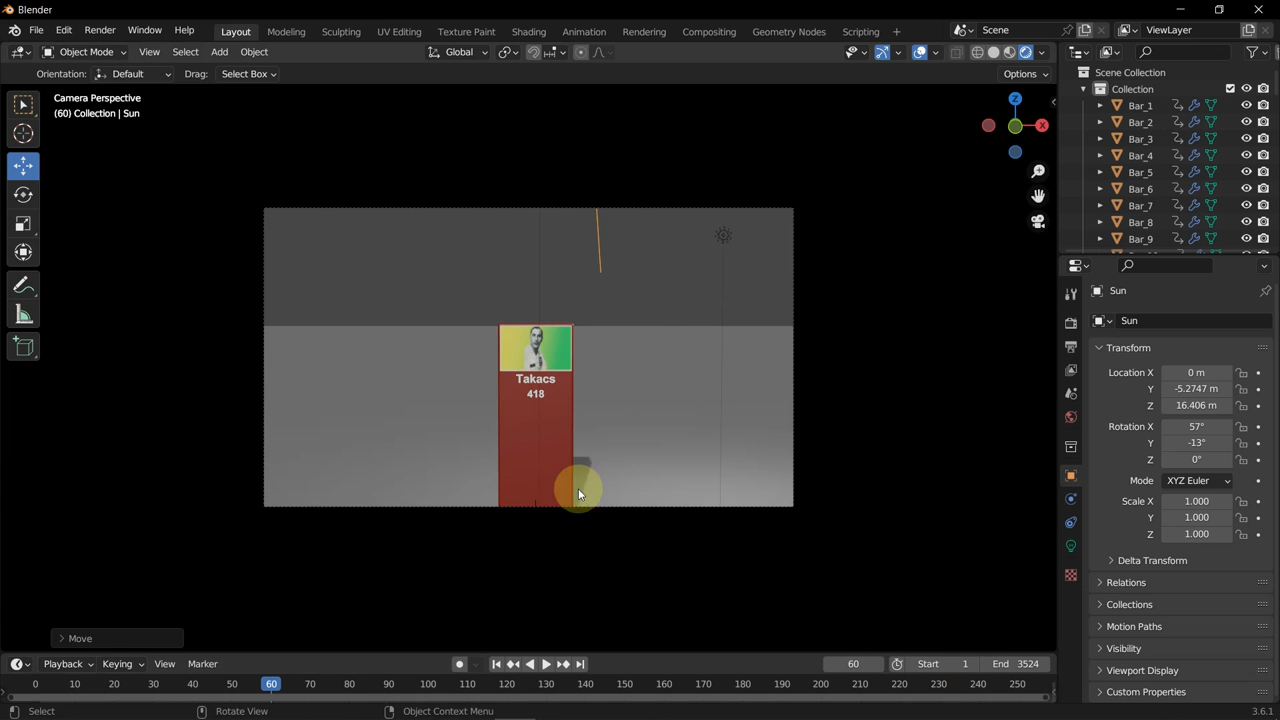 Blender
File Edit Render Window Help Layout Modeling Sculpting UV Editing Texture Paint Shading Animation Rendering Compositing Geometry Nodes Scripting + Scene ViewLayer
Object Mode View Select Add Object Global
Orientation: Default Drag: Select Box Options
Scene Collection
Collection
Bar_1
Bar_2
Bar_3
Bar_4
Bar_5
Bar_6
Bar_7
Bar_8
Bar_9
Camera Perspective
(60) Collection | Sun
Z
X
Takacs
418
Sun
Sun
Transform
Location X 0 m
Y -5.2747 m
Z 16.406 m
Rotation X 57°
Y -13°
Z 0°
Mode XYZ Euler
Scale X 1.000
Y 1.000
Z 1.000
Delta Transform
Relations
Collections
Motion Paths
Visibility
Viewport Display
Custom Properties
Move
Playback Keying View Marker 60 Start 1 End 3524
0 10 20 30 40 50 60 70 80 90 100 110 120 130 140 150 160 170 180 190 200 210 220 230 240 250
Select Rotate View Object Context Menu 3.6.1